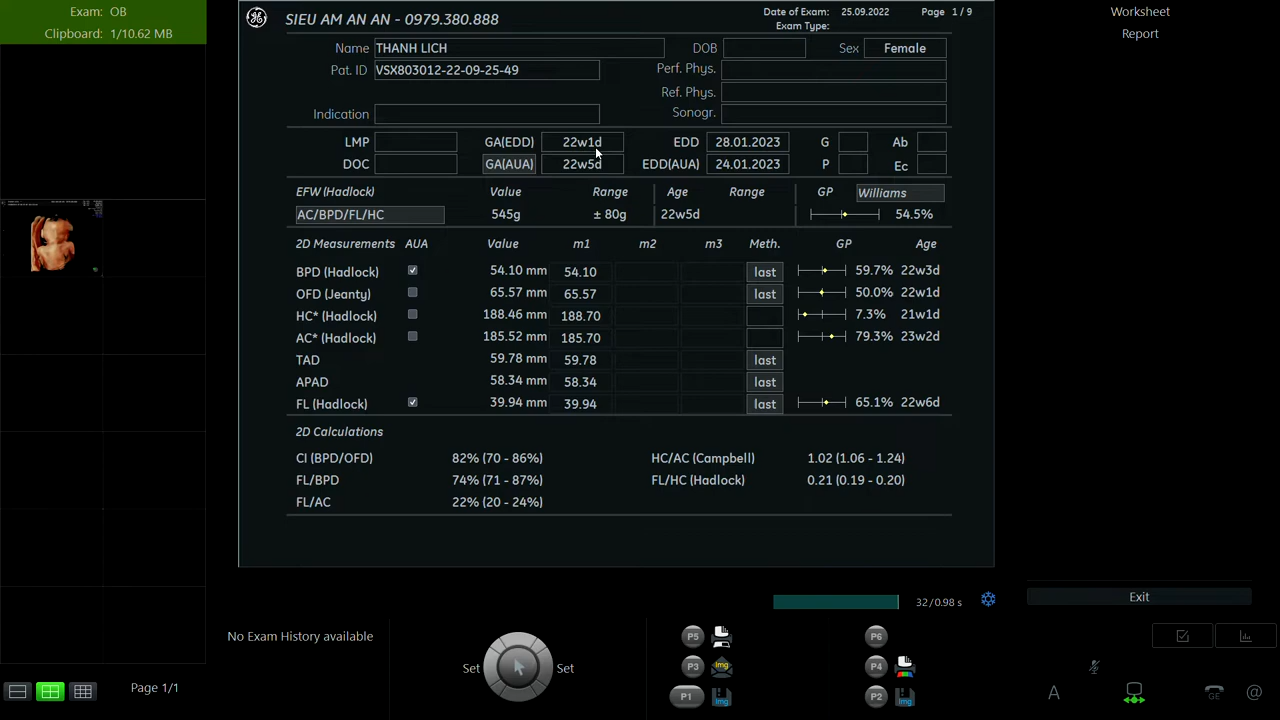 Exam: OB
Clipboard: 1/10.62 MB
SIEU AM AN AN - 0979.380.888
Date of Exam: 25.09.2022 Page 1 / 9
Exam Type:
Name THANH LICH DOB Sex Female
Pat. ID VSX803012-22-09-25-49 Perf. Phys.
Ref. Phys.
Indication Sonogr.
LMP GA(EDD) 22w1d EDD 28.01.2023 G Ab
DOC GA(AUA) 22w5d EDD(AUA) 24.01.2023 P Ec
EFW (Hadlock) Value Range Age Range GP Williams
AC/BPD/FL/HC 545g ± 80g 22w5d 54.5%
2D Measurements AUA Value m1 m2 m3 Meth. GP Age
BPD (Hadlock) 54.10 mm 54.10 last 59.7% 22w3d
OFD (Jeanty) 65.57 mm 65.57 last 50.0% 22w1d
HC* (Hadlock) 188.46 mm 188.70 7.3% 21w1d
AC* (Hadlock) 185.52 mm 185.70 79.3% 23w2d
TAD 59.78 mm 59.78 last
APAD 58.34 mm 58.34 last
FL (Hadlock) 39.94 mm 39.94 last 65.1% 22w6d
2D Calculations
CI (BPD/OFD) 82% (70 - 86%) HC/AC (Campbell) 1.02 (1.06 - 1.24)
FL/BPD 74% (71 - 87%) FL/HC (Hadlock) 0.21 (0.19 - 0.20)
FL/AC 22% (20 - 24%)
Worksheet
Report
32/0.98 s
Exit
No Exam History available
Set Set
P5 P6
P3 Img P4
P1 Img P2 Img
A GE @
Page 1/1